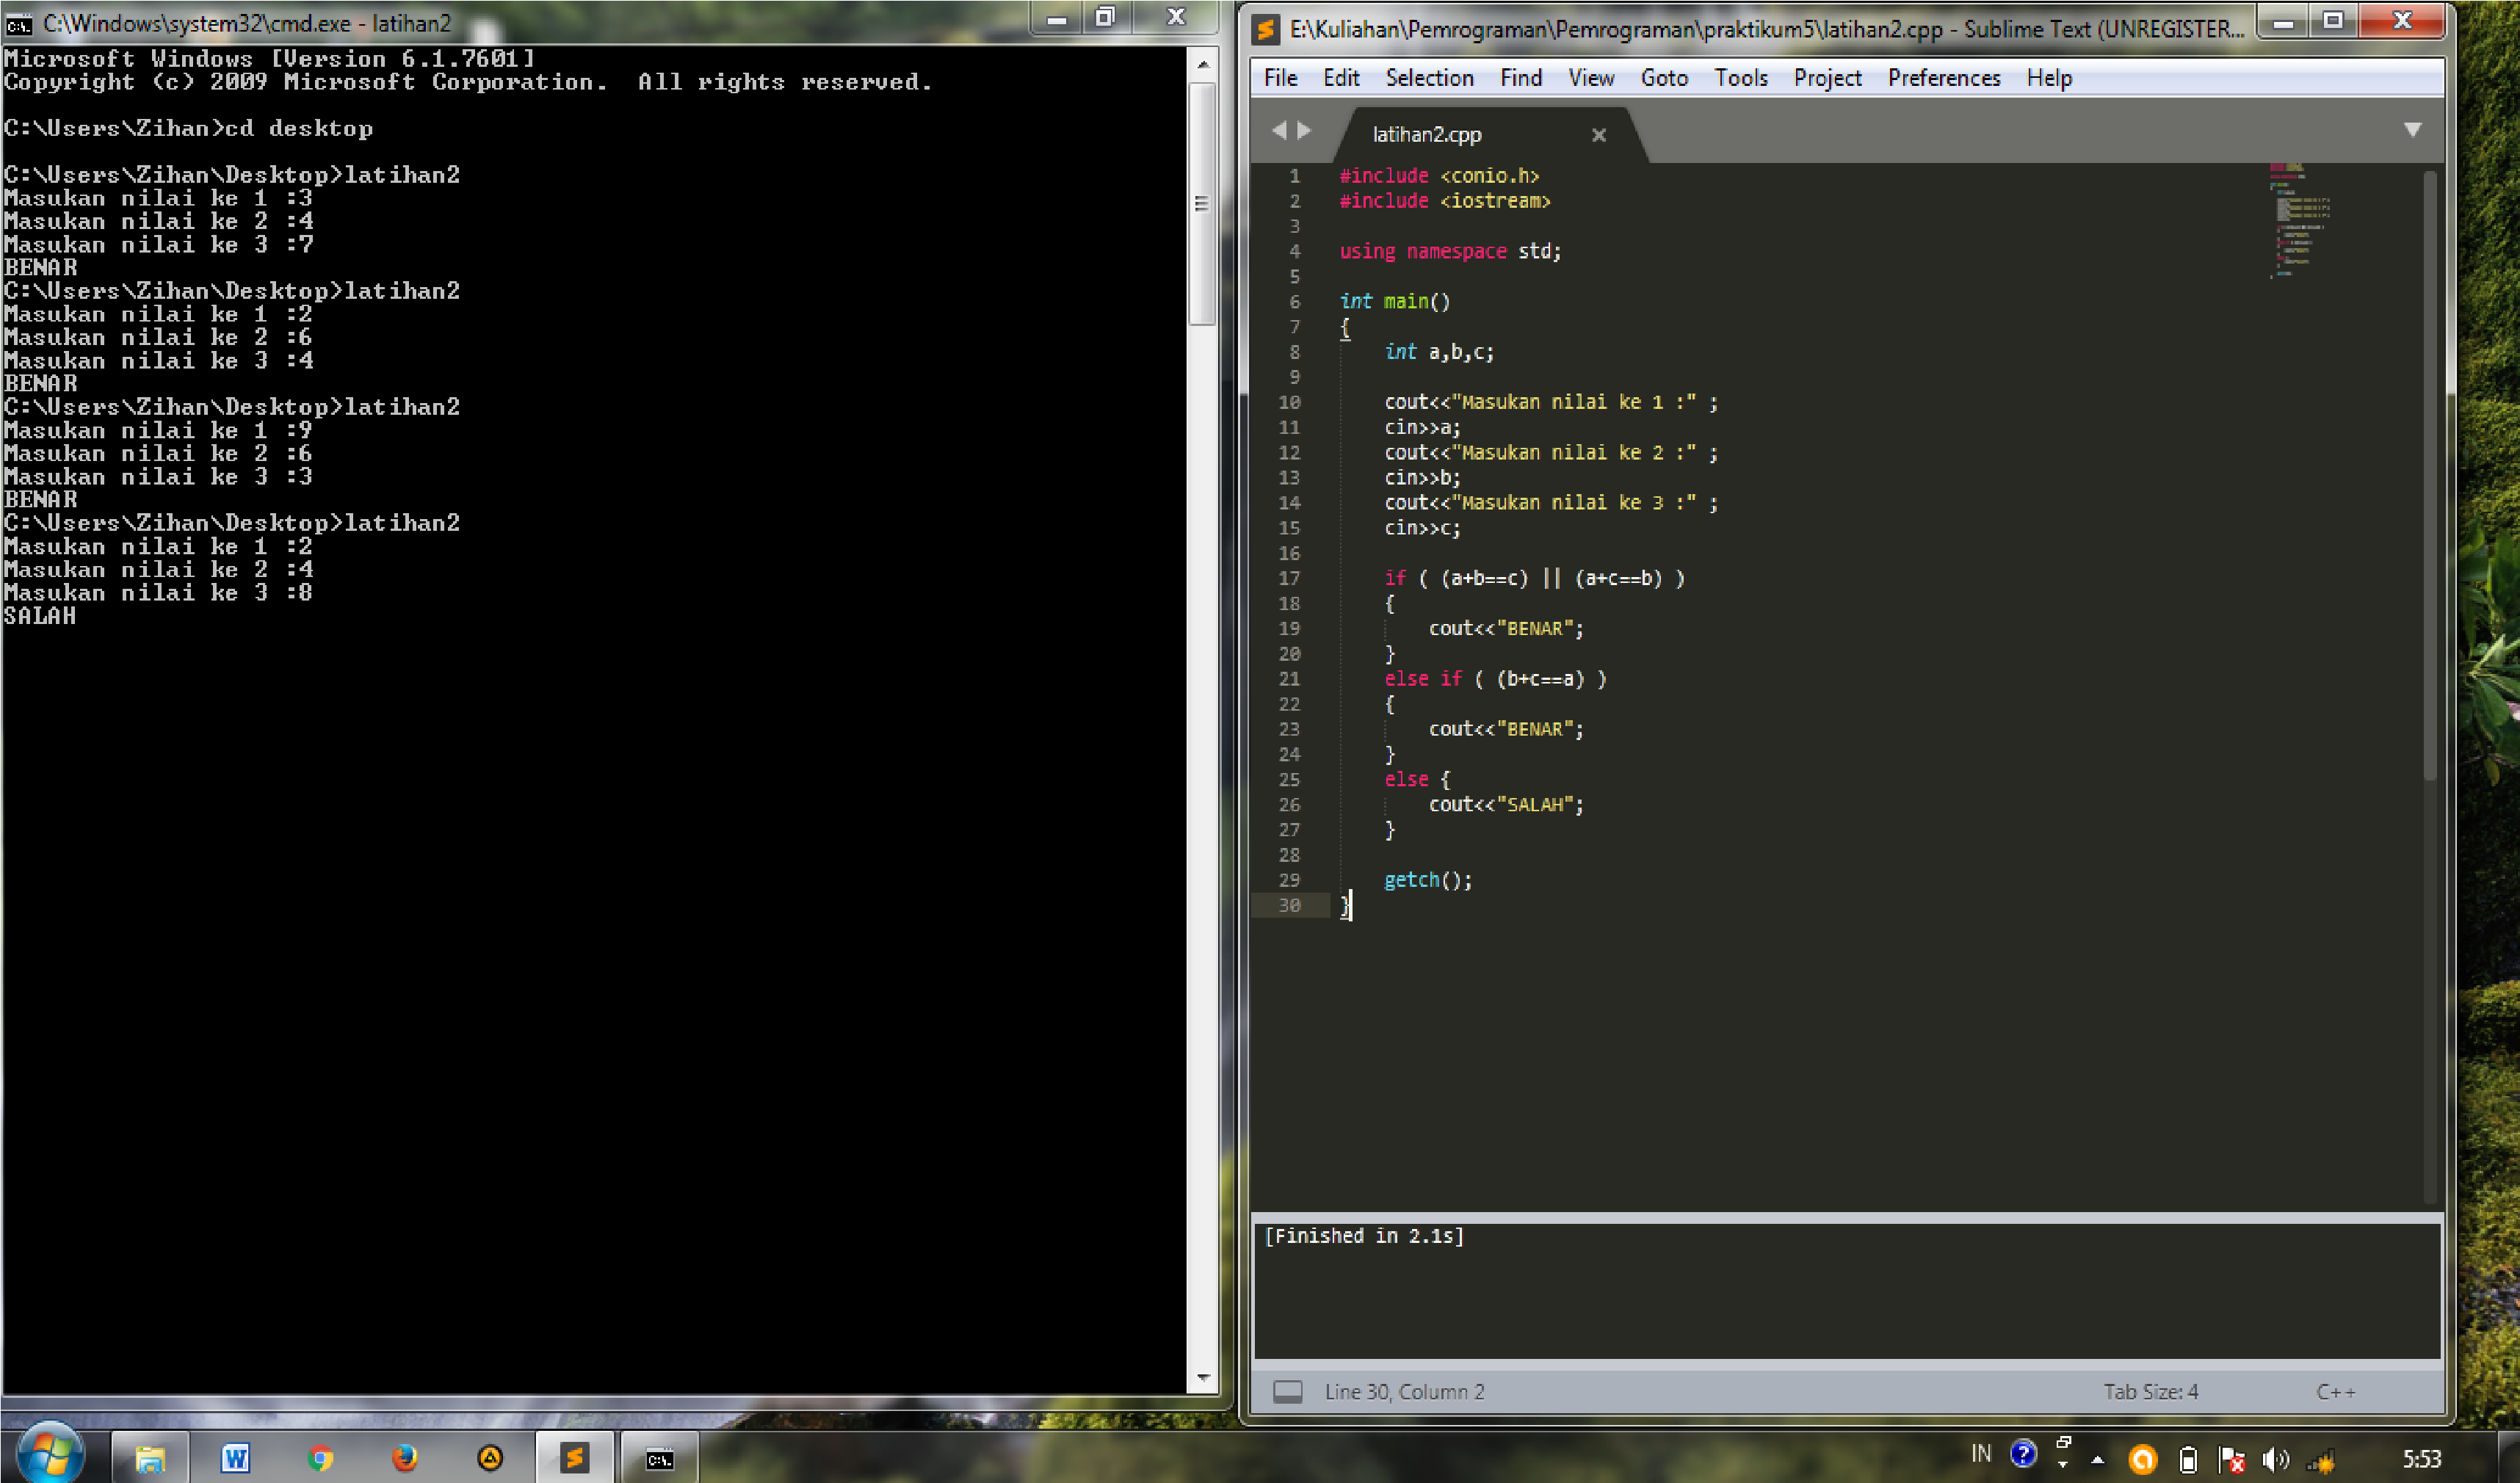 C:\Windows\system32\cmd.exe - latihan2
Microsoft Windows [Version 6.1.7601]
Copyright (c) 2009 Microsoft Corporation.  All rights reserved.
C:\Users\Zihan>cd desktop
C:\Users\Zihan\Desktop>latihan2
Masukan nilai ke 1 :3
Masukan nilai ke 2 :4
Masukan nilai ke 3 :7
BENAR
C:\Users\Zihan\Desktop>latihan2
Masukan nilai ke 1 :2
Masukan nilai ke 2 :6
Masukan nilai ke 3 :4
BENAR
C:\Users\Zihan\Desktop>latihan2
Masukan nilai ke 1 :9
Masukan nilai ke 2 :6
Masukan nilai ke 3 :3
BENAR
C:\Users\Zihan\Desktop>latihan2
Masukan nilai ke 1 :2
Masukan nilai ke 2 :4
Masukan nilai ke 3 :8
SALAH
E:\Kuliahan\Pemrograman\Pemrograman\praktikum5\latihan2.cpp - Sublime Text (UNREGISTER...
File Edit Selection Find View Goto Tools Project Preferences Help
latihan2.cpp
1 #include <conio.h>
2 #include <iostream>
3
4 using namespace std;
5
6 int main()
7 {
8     int a,b,c;
9
10     cout<<"Masukan nilai ke 1 :" ;
11     cin>>a;
12     cout<<"Masukan nilai ke 2 :" ;
13     cin>>b;
14     cout<<"Masukan nilai ke 3 :" ;
15     cin>>c;
16
17     if ( (a+b==c) || (a+c==b) )
18     {
19         cout<<"BENAR";
20     }
21     else if ( (b+c==a) )
22     {
23         cout<<"BENAR";
24     }
25     else {
26         cout<<"SALAH";
27     }
28
29     getch();
30 }
[Finished in 2.1s]
Line 30, Column 2 Tab Size: 4 C++
IN 5:53